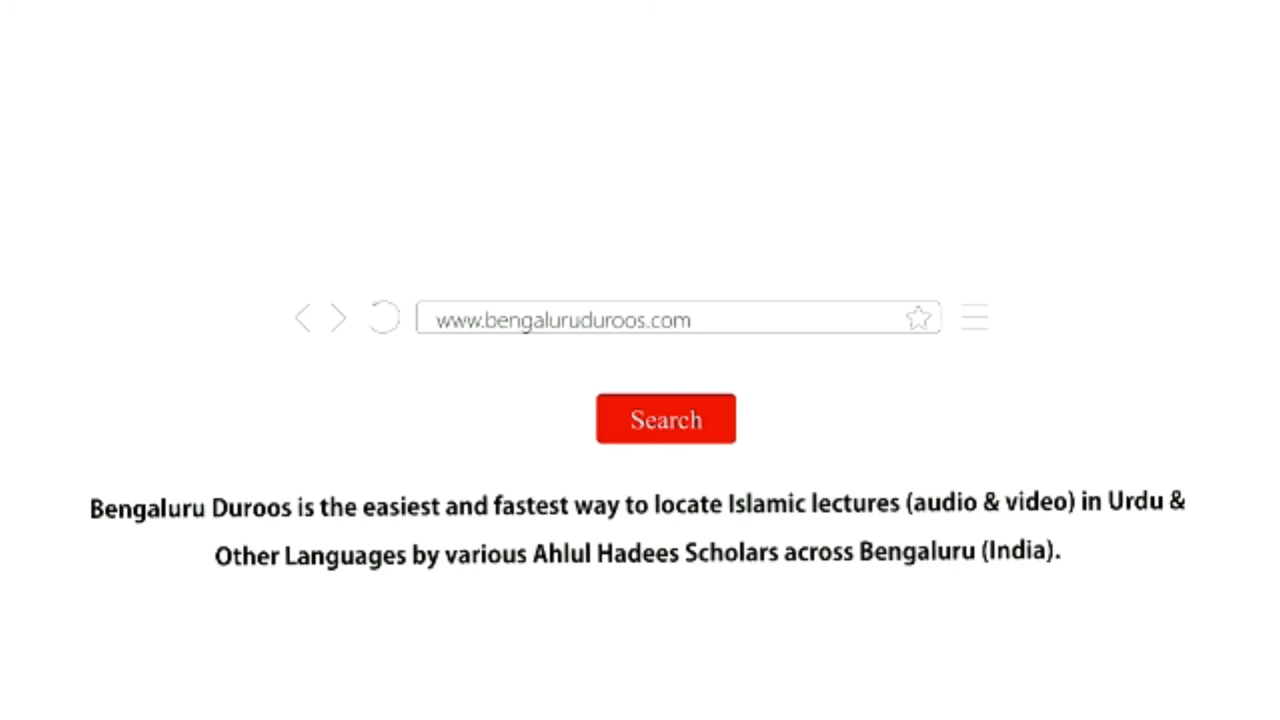 www.bengaluruduroos.com
Search
Bengaluru Duroos is the easiest and fastest way to locate Islamic lectures (audio & video) in Urdu &
Other Languages by various Ahlul Hadees Scholars across Bengaluru (India).